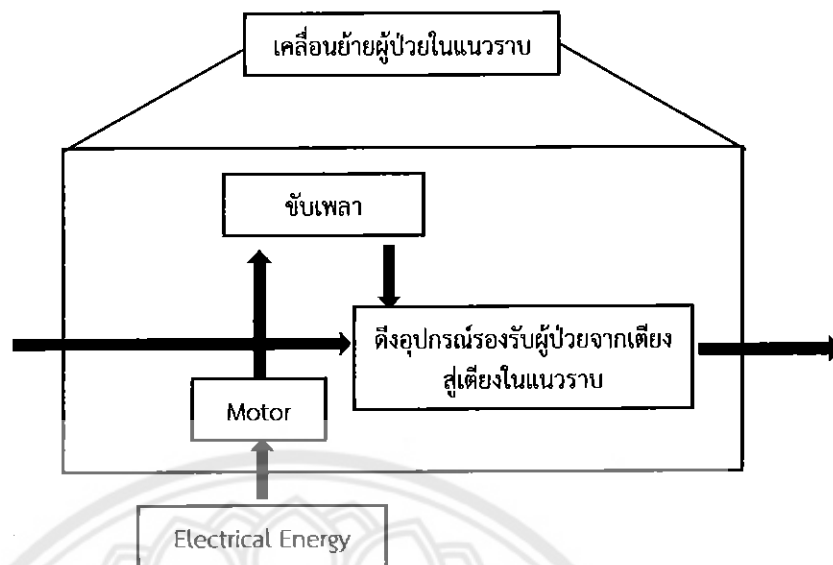 เคลื่อนย้ายผู้ป่วยในแนวราบ
ขับเพลา
ดึงอุปกรณ์รองรับผู้ป่วยจากเตียง
สู่เตียงในแนวราบ
Motor
Electrical Energy